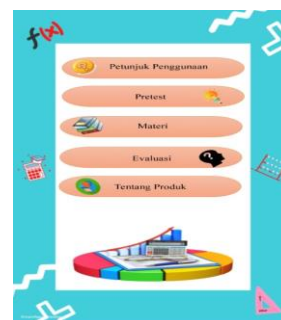 f(x)
Petunjuk Penggunaan
Pretest
Materi
Evaluasi
Tentang Produk